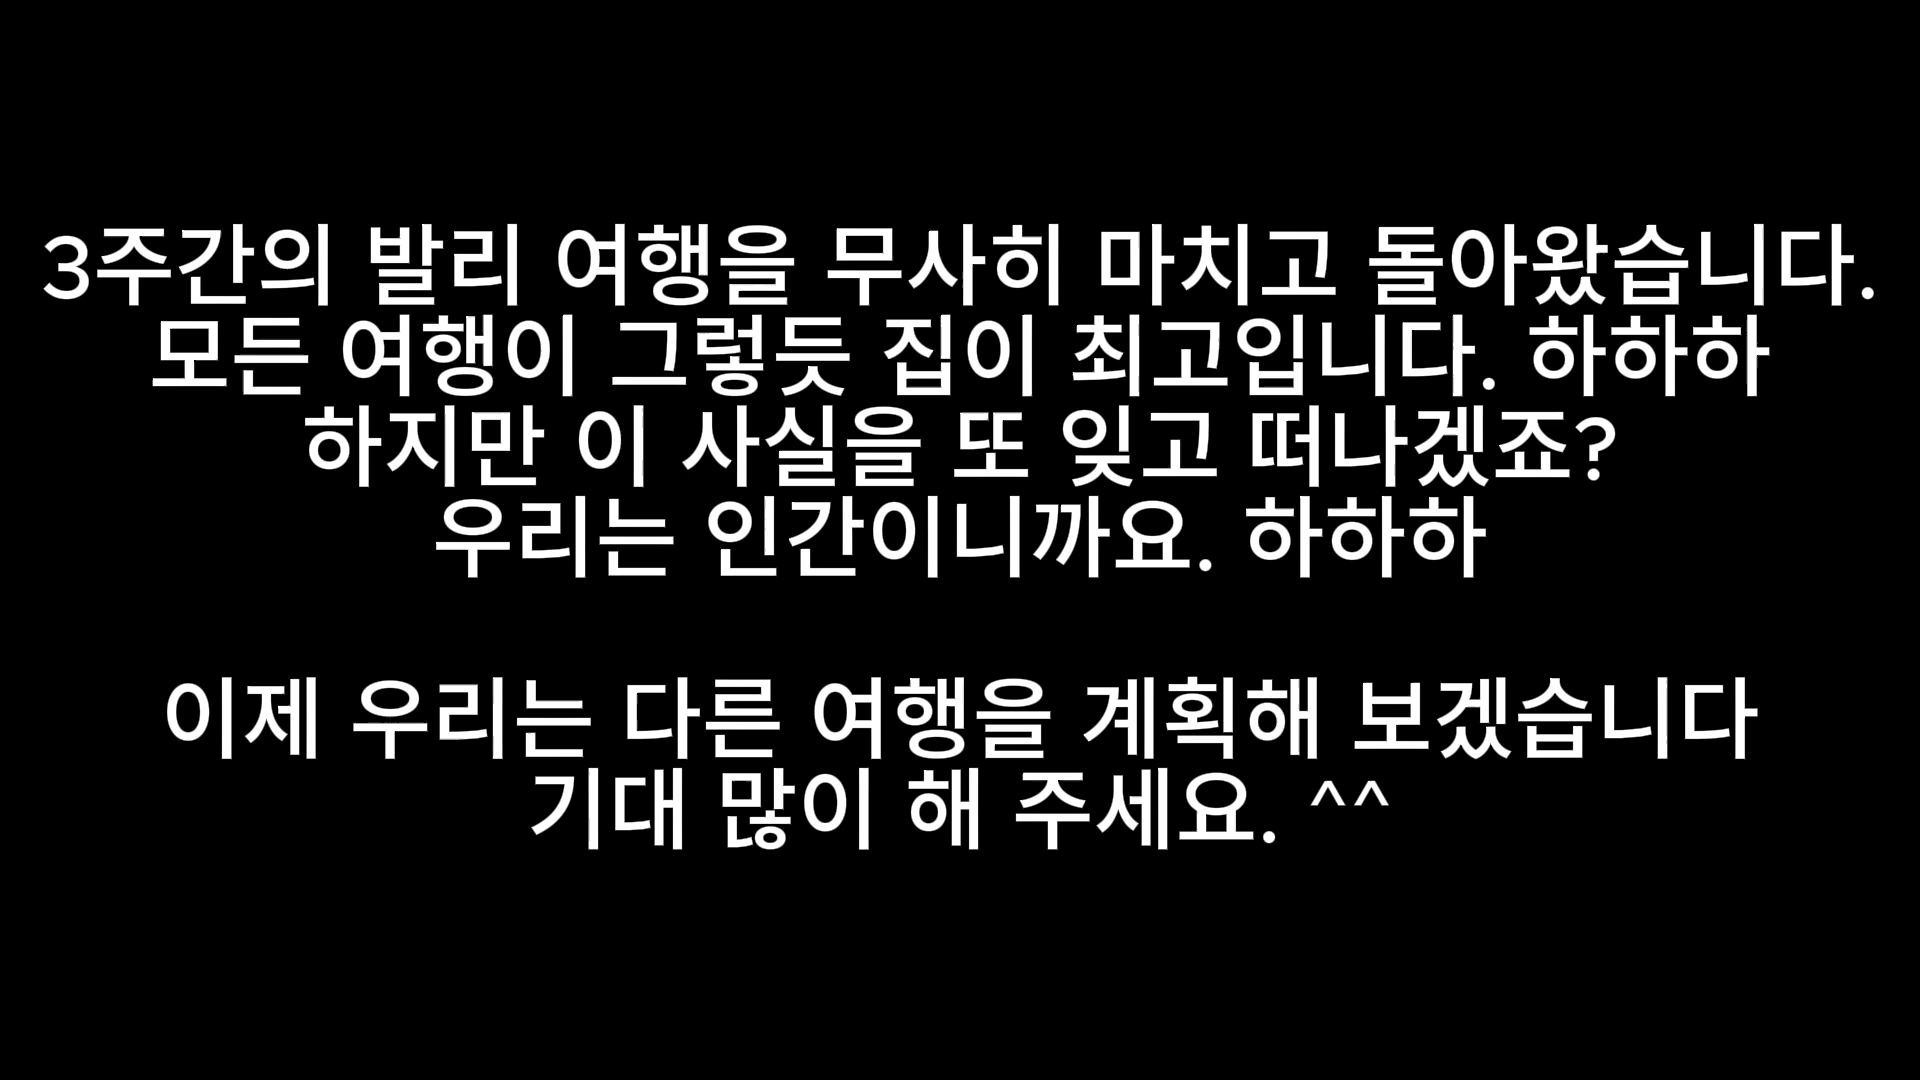 3주간의 발리 여행을 무사히 마치고 돌아왔습니다.
모든 여행이 그렇듯 집이 최고입니다. 하하하
하지만 이 사실을 또 잊고 떠나겠죠?
우리는 인간이니까요. 하하하
이제 우리는 다른 여행을 계획해 보겠습니다
기대 많이 해 주세요. ^^